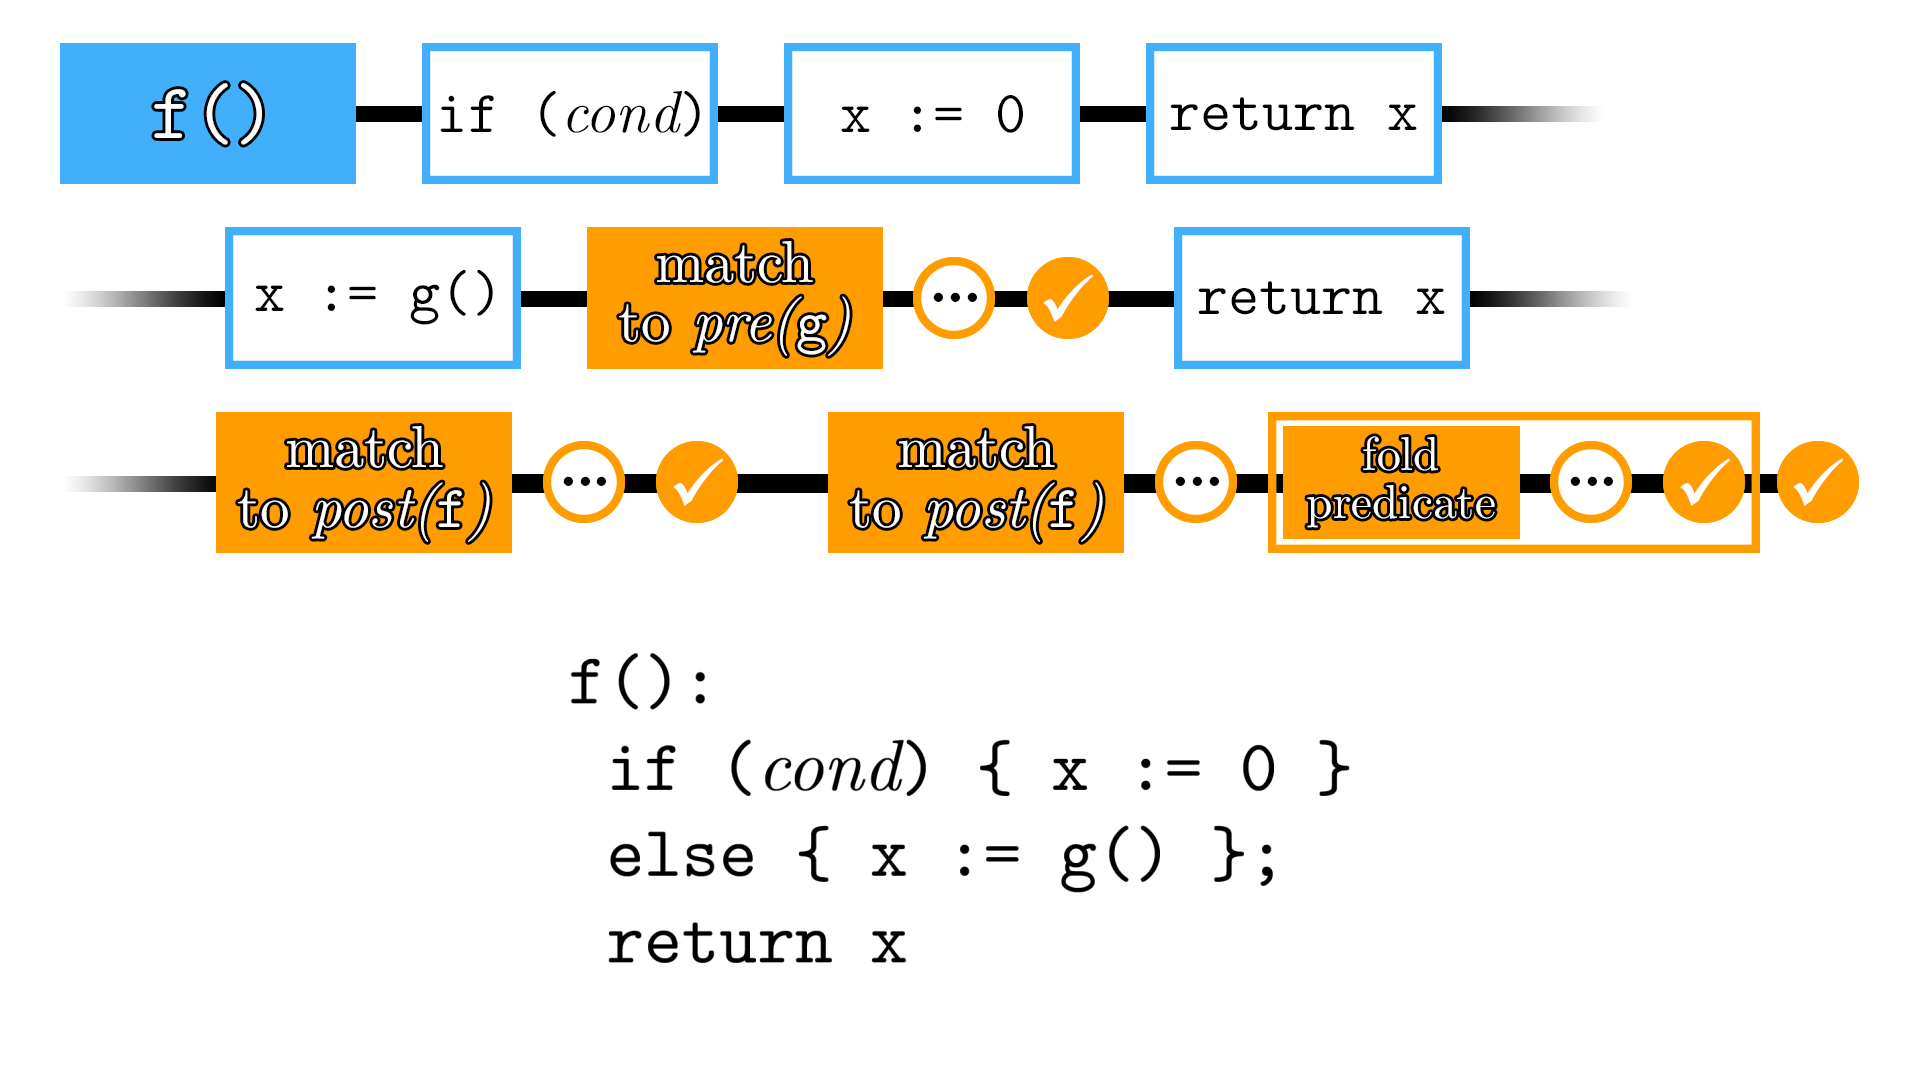 f() if (cond) x := 0 return x
x := g() match to pre(g) ... ✓ return x
match to post(f) ... ✓ match to post(f) ... fold predicate ... ✓ ✓
f():
if (cond) { x := 0 }
else { x := g() };
return x